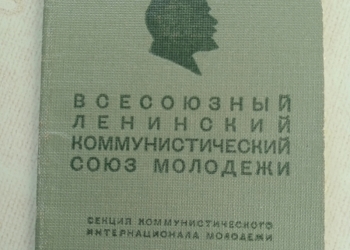 ВСЕСОЮЗНЫЙ
ЛЕНИНСКИЙ
КОММУНИСТИЧЕСКИЙ
СОЮЗ МОЛОДЕЖИ
СЕКЦИЯ КОММУНИСТИЧЕСКОГО
ИНТЕРНАЦИОНАЛА МОЛОДЕЖИ